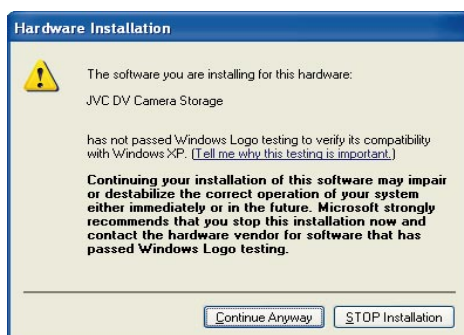 Hardware Installation
The software you are installing for this hardware:
JVC DV Camera Storage
has not passed Windows Logo testing to verify its compatibility
with Windows XP. (Tell me why this testing is important.)
Continuing your installation of this software may impair
or destabilize the correct operation of your system
either immediately or in the future. Microsoft strongly
recommends that you stop this installation now and
contact the hardware vendor for software that has
passed Windows Logo testing.
Continue Anyway
STOP Installation